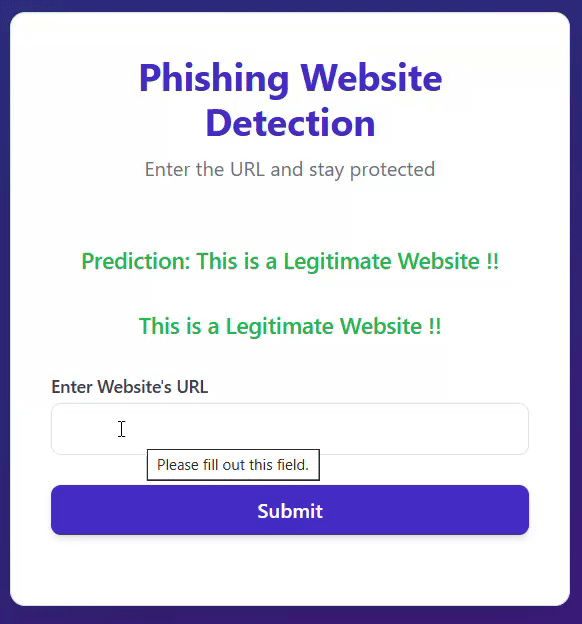 Phishing Website
Detection
Enter the URL and stay protected
Prediction: This is a Legitimate Website !!
This is a Legitimate Website !!
Enter Website's URL
Please fill out this field.
Submit